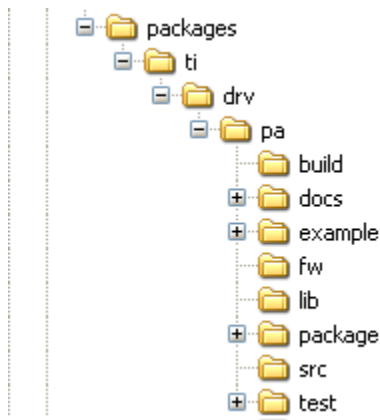 packages
ti
drv
pa
build
docs
example
fw
lib
package
src
test